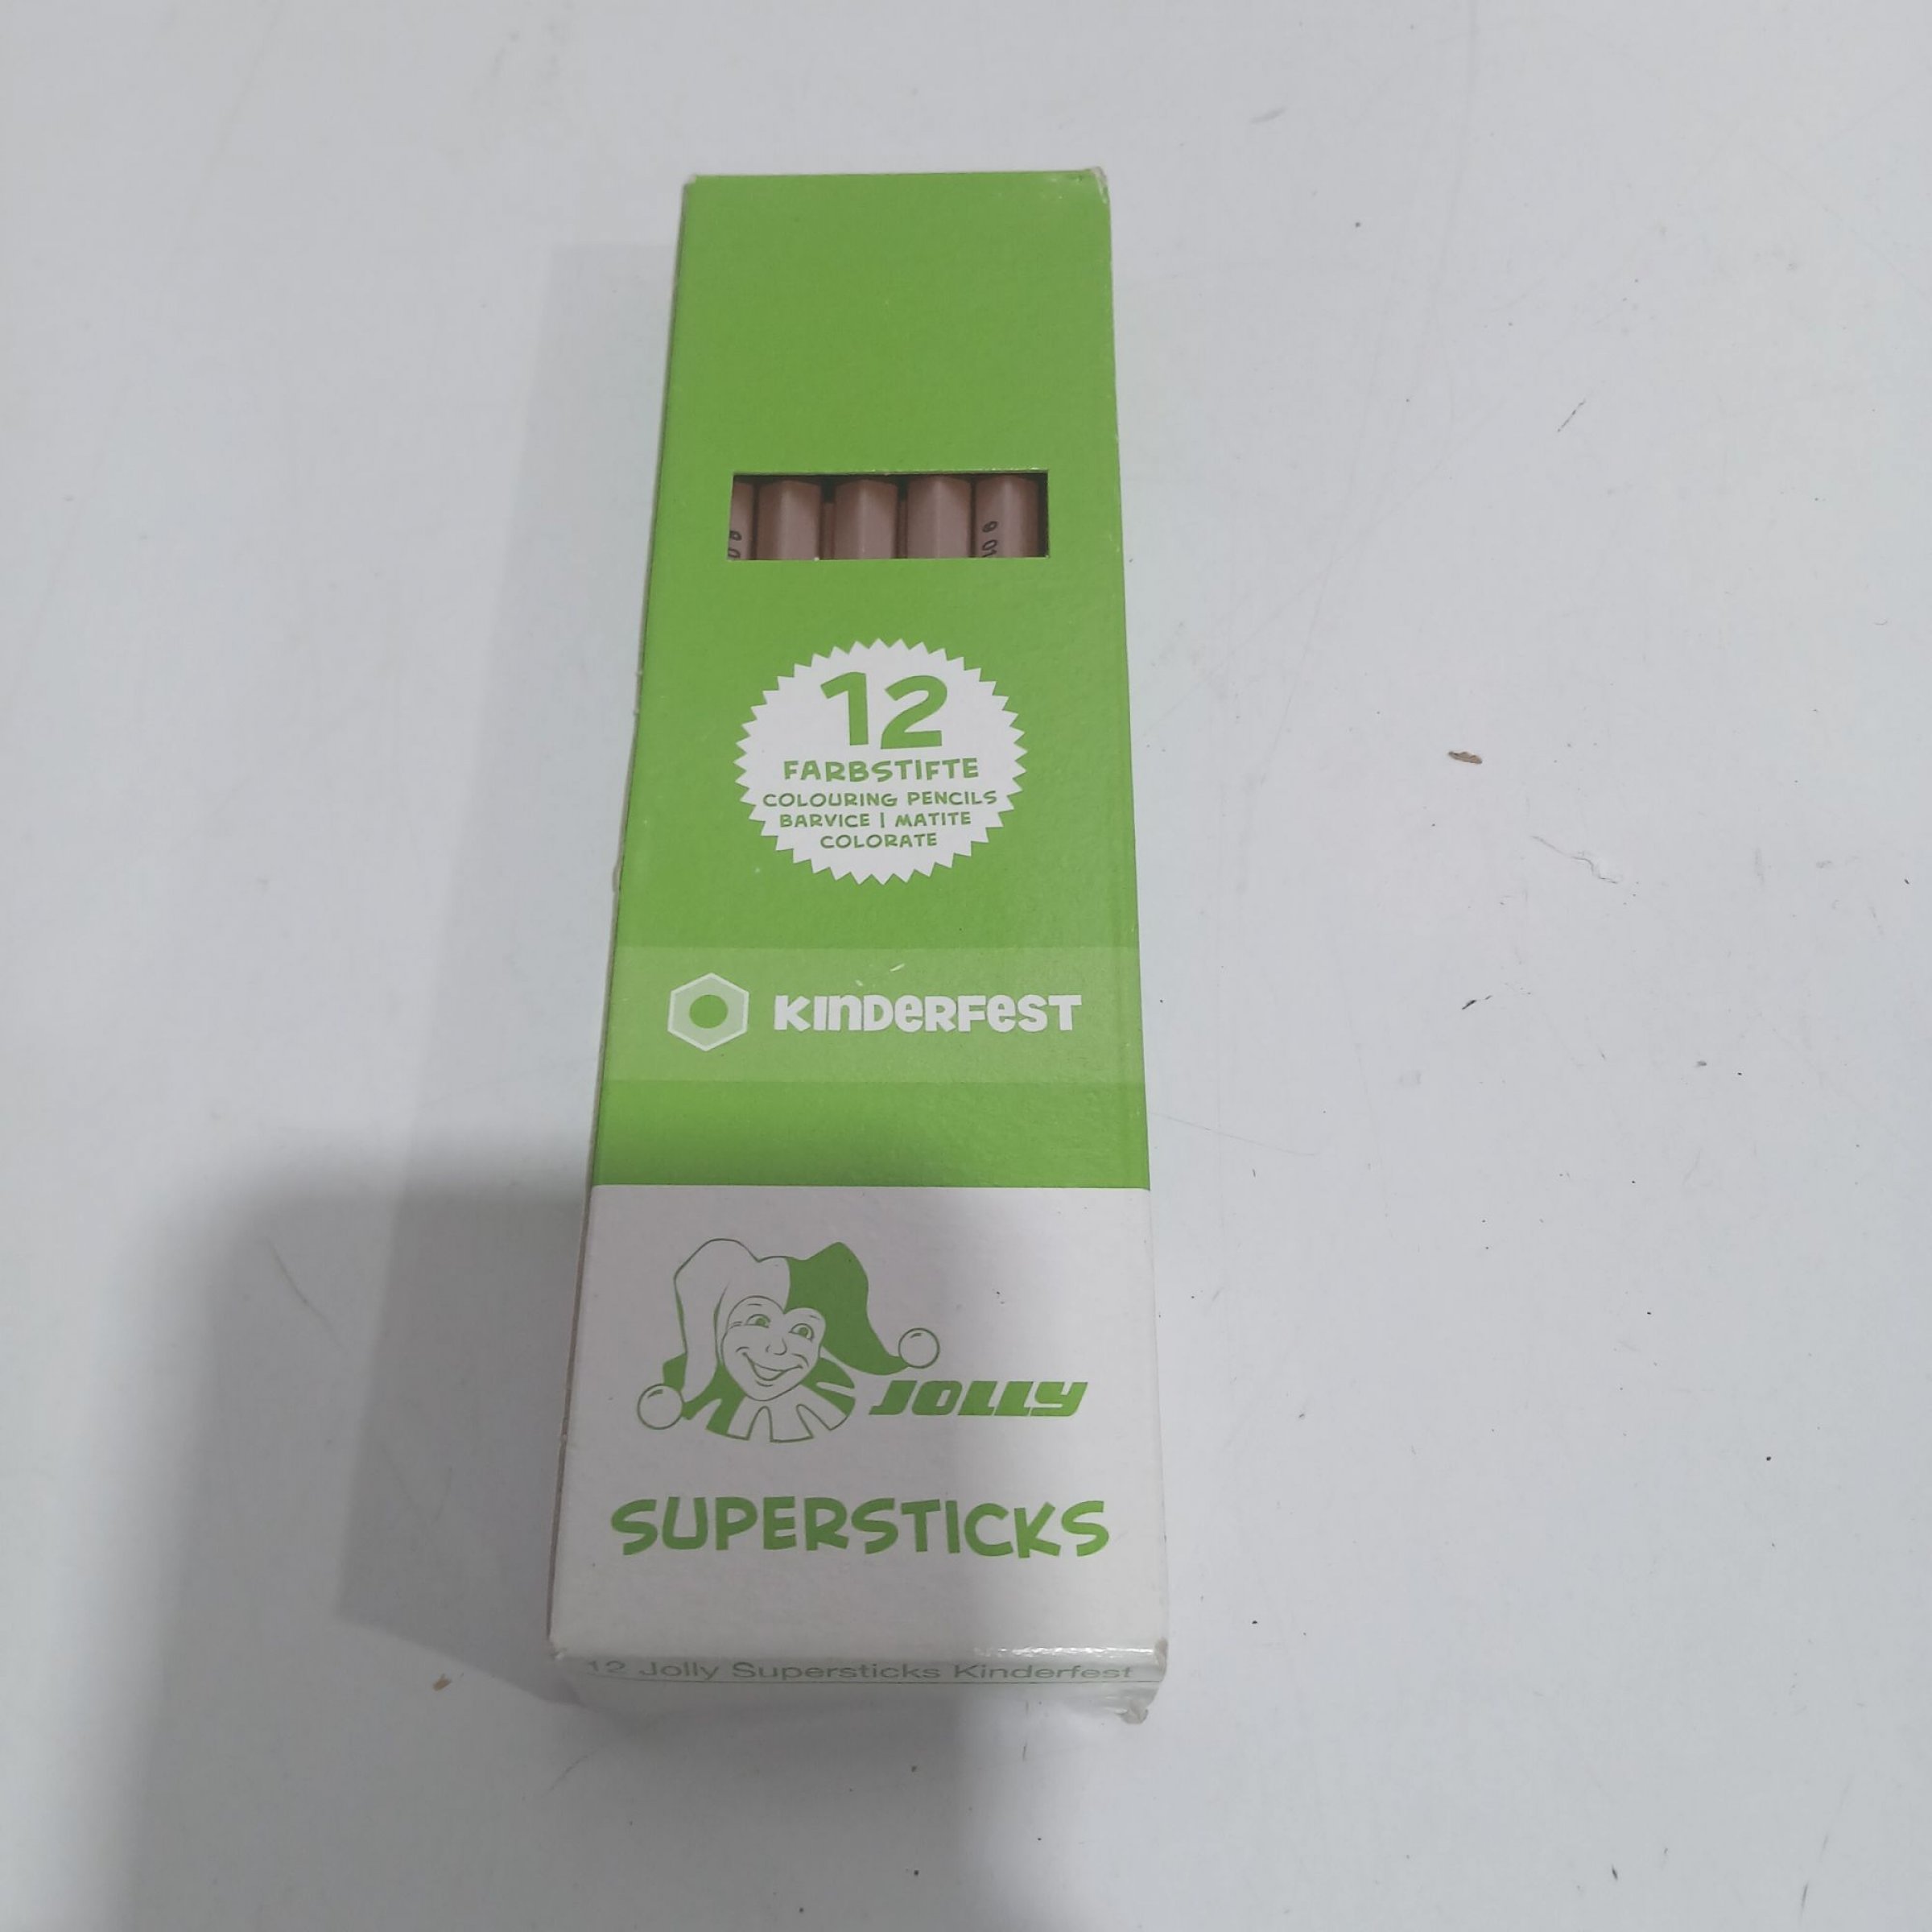 12
FARBSTIFTE
COLOURING PENCILS
BARVICE | MATITE
COLORATE
KINDERFEST
JOLLY
SUPERSTICKS
12 Jolly Supersticks Kinderfest